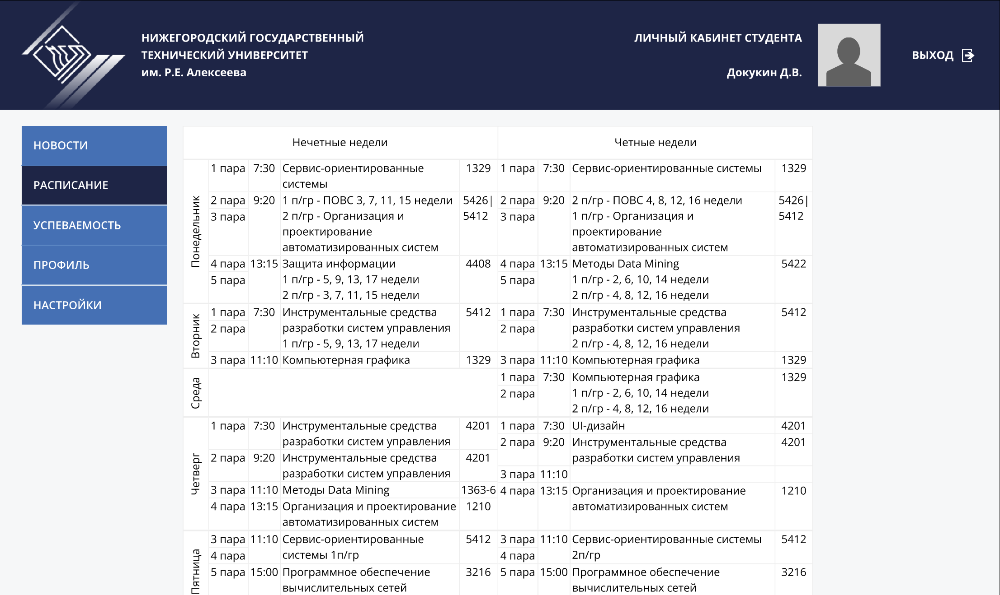 НИЖЕГОРОДСКИЙ ГОСУДАРСТВЕННЫЙ
ТЕХНИЧЕСКИЙ УНИВЕРСИТЕТ
им. Р.Е. Алексеева
ЛИЧНЫЙ КАБИНЕТ СТУДЕНТА
Докукин Д.В.
ВЫХОД
НОВОСТИ
РАСПИСАНИЕ
УСПЕВАЕМОСТЬ
ПРОФИЛЬ
НАСТРОЙКИ
Нечетные недели
Четные недели
Понедельник
1 пара 7:30 Сервис-ориентированные 1329
системы
2 пара 9:20 1 п/гр - ПОВС 3, 7, 11, 15 недели 5426|
3 пара 2 п/гр - Организация и 5412
проектирование
автоматизированных систем
4 пара 13:15 Защита информации 4408
5 пара 1 п/гр - 5, 9, 13, 17 недели
2 п/гр - 3, 7, 11, 15 недели
1 пара 7:30 Сервис-ориентированные системы 1329
2 пара 9:20 2 п/гр - ПОВС 4, 8, 12, 16 недели 5426|
3 пара 1 п/гр - Организация и 5412
проектирование
автоматизированных систем
4 пара 13:15 Методы Data Mining 5422
5 пара 1 п/гр - 2, 6, 10, 14 недели
2 п/гр - 4, 8, 12, 16 недели
Вторник
1 пара 7:30 Инструментальные средства 5412
2 пара разработки систем управления
1 п/гр - 5, 9, 13, 17 недели
3 пара 11:10 Компьютерная графика 1329
1 пара 7:30 Инструментальные средства 5412
2 пара разработки систем управления
2 п/гр - 4, 8, 12, 16 недели
3 пара 11:10 Компьютерная графика 1329
Среда
1 пара 7:30 Компьютерная графика 1329
2 пара 1 п/гр - 2, 6, 10, 14 недели
2 п/гр - 4, 8, 12, 16 недели
Четверг
1 пара 7:30 Инструментальные средства 4201
разработки систем управления
2 пара 9:20 Инструментальные средства 4201
разработки систем управления
3 пара 11:10 Методы Data Mining 1363-6
4 пара 13:15 Организация и проектирование 1210
автоматизированных систем
1 пара 7:30 UI-дизайн 4201
2 пара 9:20 Инструментальные средства 4201
разработки систем управления
3 пара 11:10
4 пара 13:15 Организация и проектирование 1210
автоматизированных систем
Пятница
3 пара 11:10 Сервис-ориентированные 5412
4 пара системы 1п/гр
5 пара 15:00 Программное обеспечение 3216
вычислительных сетей
3 пара 11:10 Сервис-ориентированные системы 5412
4 пара 2п/гр
5 пара 15:00 Программное обеспечение 3216
вычислительных сетей